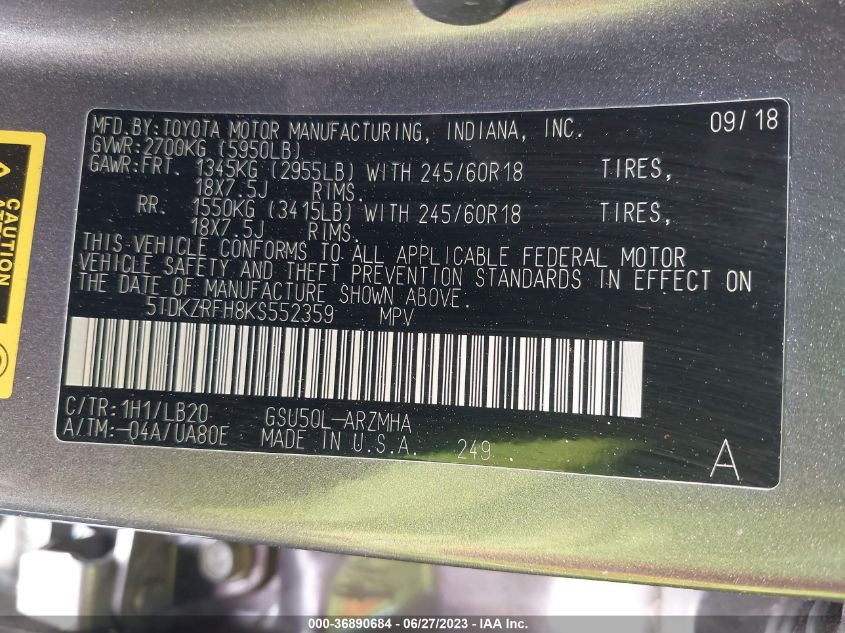 MFD.BY:TOYOTA MOTOR MANUFACTURING, INDIANA, INC. 09/18
GVWR:2700KG (5950LB)
GAWR:FRT. 1345KG (2955LB) WITH 245/60R18 TIRES,
18X7.5J RIMS.
RR. 1550KG (3415LB) WITH 245/60R18 TIRES,
18X7.5J RIMS.
THIS VEHICLE CONFORMS TO ALL APPLICABLE FEDERAL MOTOR
VEHICLE SAFETY AND THEFT PREVENTION STANDARDS IN EFFECT ON
THE DATE OF MANUFACTURE SHOWN ABOVE.
5TDKZRFH8KS552359 MPV
C/TR:1H1/LB20 GSU50L-ARZMHA
A/TM:-04A/UA80E MADE IN U.S.A. 249
A
CAUTION
000-36890684 / 06/27/2023 - IAA Inc.